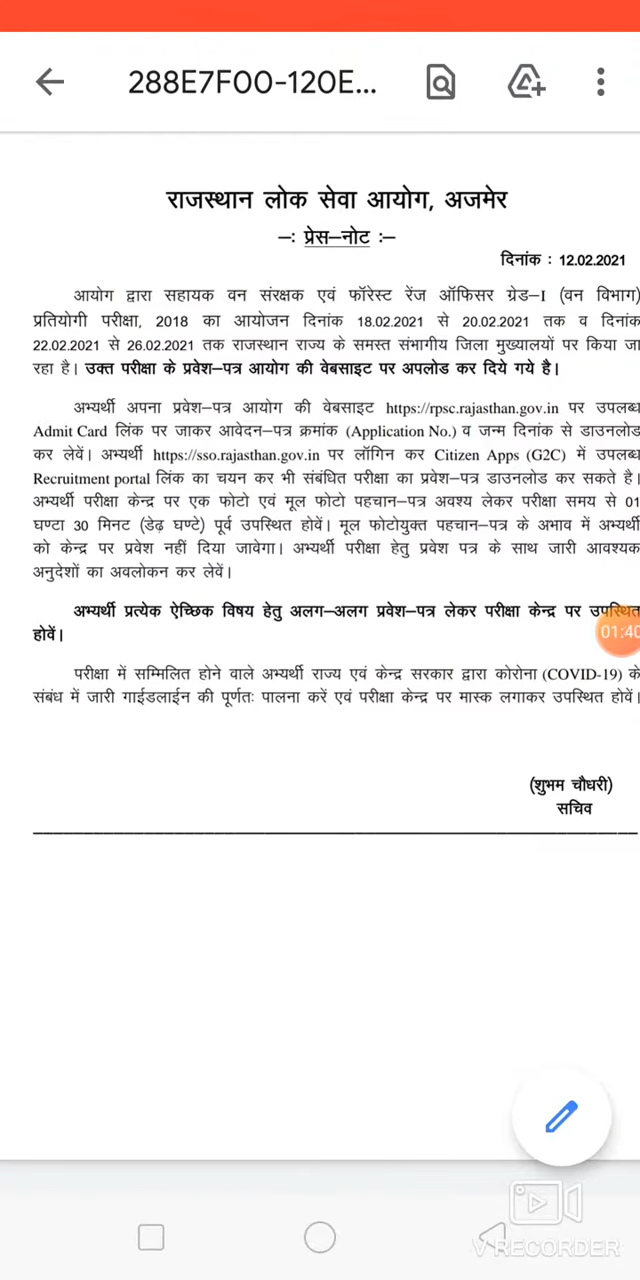 288E7F00-120E...
राजस्थान लोक सेवा आयोग, अजमेर
–: प्रेस–नोट :–
दिनांक : 12.02.2021
आयोग द्वारा सहायक वन संरक्षक एवं फॉरेस्ट रेंज ऑफिसर ग्रेड–I (वन विभाग)
प्रतियोगी परीक्षा, 2018 का आयोजन दिनांक 18.02.2021 से 20.02.2021 तक व दिनांक
22.02.2021 से 26.02.2021 तक राजस्थान राज्य के समस्त संभागीय जिला मुख्यालयों पर किया जा
रहा है। उक्त परीक्षा के प्रवेश–पत्र आयोग की वेबसाइट पर अपलोड कर दिये गये है।
अभ्यर्थी अपना प्रवेश–पत्र आयोग की वेबसाइट https://rpsc.rajasthan.gov.in पर उपलब्ध
Admit Card लिंक पर जाकर आवेदन–पत्र क्रमांक (Application No.) व जन्म दिनांक से डाउनलोड
कर लेवें। अभ्यर्थी https://sso.rajasthan.gov.in पर लॉगिन कर Citizen Apps (G2C) में उपलब्ध
Recruitment portal लिंक का चयन कर भी संबंधित परीक्षा का प्रवेश–पत्र डाउनलोड कर सकते है।
अभ्यर्थी परीक्षा केन्द्र पर एक फोटो एवं मूल फोटो पहचान–पत्र अवश्य लेकर परीक्षा समय से 01
घण्टा 30 मिनट (डेढ़ घण्टे) पूर्व उपस्थित होवें। मूल फोटोयुक्त पहचान–पत्र के अभाव में अभ्यर्थी
को केन्द्र पर प्रवेश नहीं दिया जावेगा। अभ्यर्थी परीक्षा हेतु प्रवेश पत्र के साथ जारी आवश्यक
अनुदेशों का अवलोकन कर लेवें।
अभ्यर्थी प्रत्येक ऐच्छिक विषय हेतु अलग–अलग प्रवेश–पत्र लेकर परीक्षा केन्द्र पर उपस्थित
होवें।
01:40
परीक्षा में सम्मिलित होने वाले अभ्यर्थी राज्य एवं केन्द्र सरकार द्वारा कोरोना (COVID-19) के
संबंध में जारी गाईडलाईन की पूर्णतः पालना करें एवं परीक्षा केन्द्र पर मास्क लगाकर उपस्थित होवें।
(शुभम चौधरी)
सचिव
V RECORDER